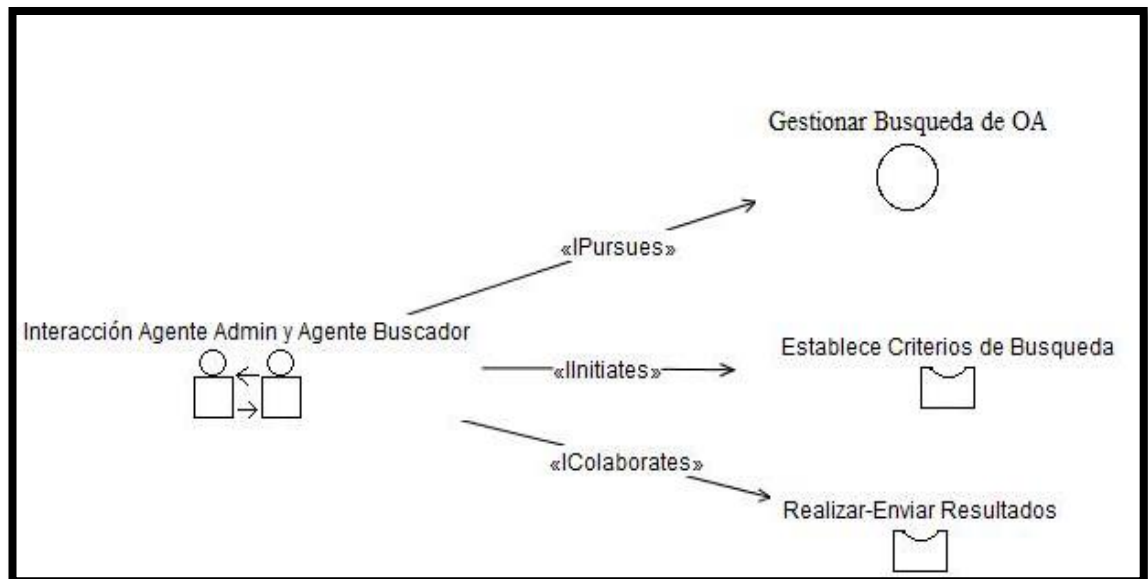 Gestionar Busqueda de OA
«IPursues»
Interacción Agente Admin y Agente Buscador
Establece Criterios de Busqueda
«IInitiates»
«IColaborates»
Realizar-Enviar Resultados